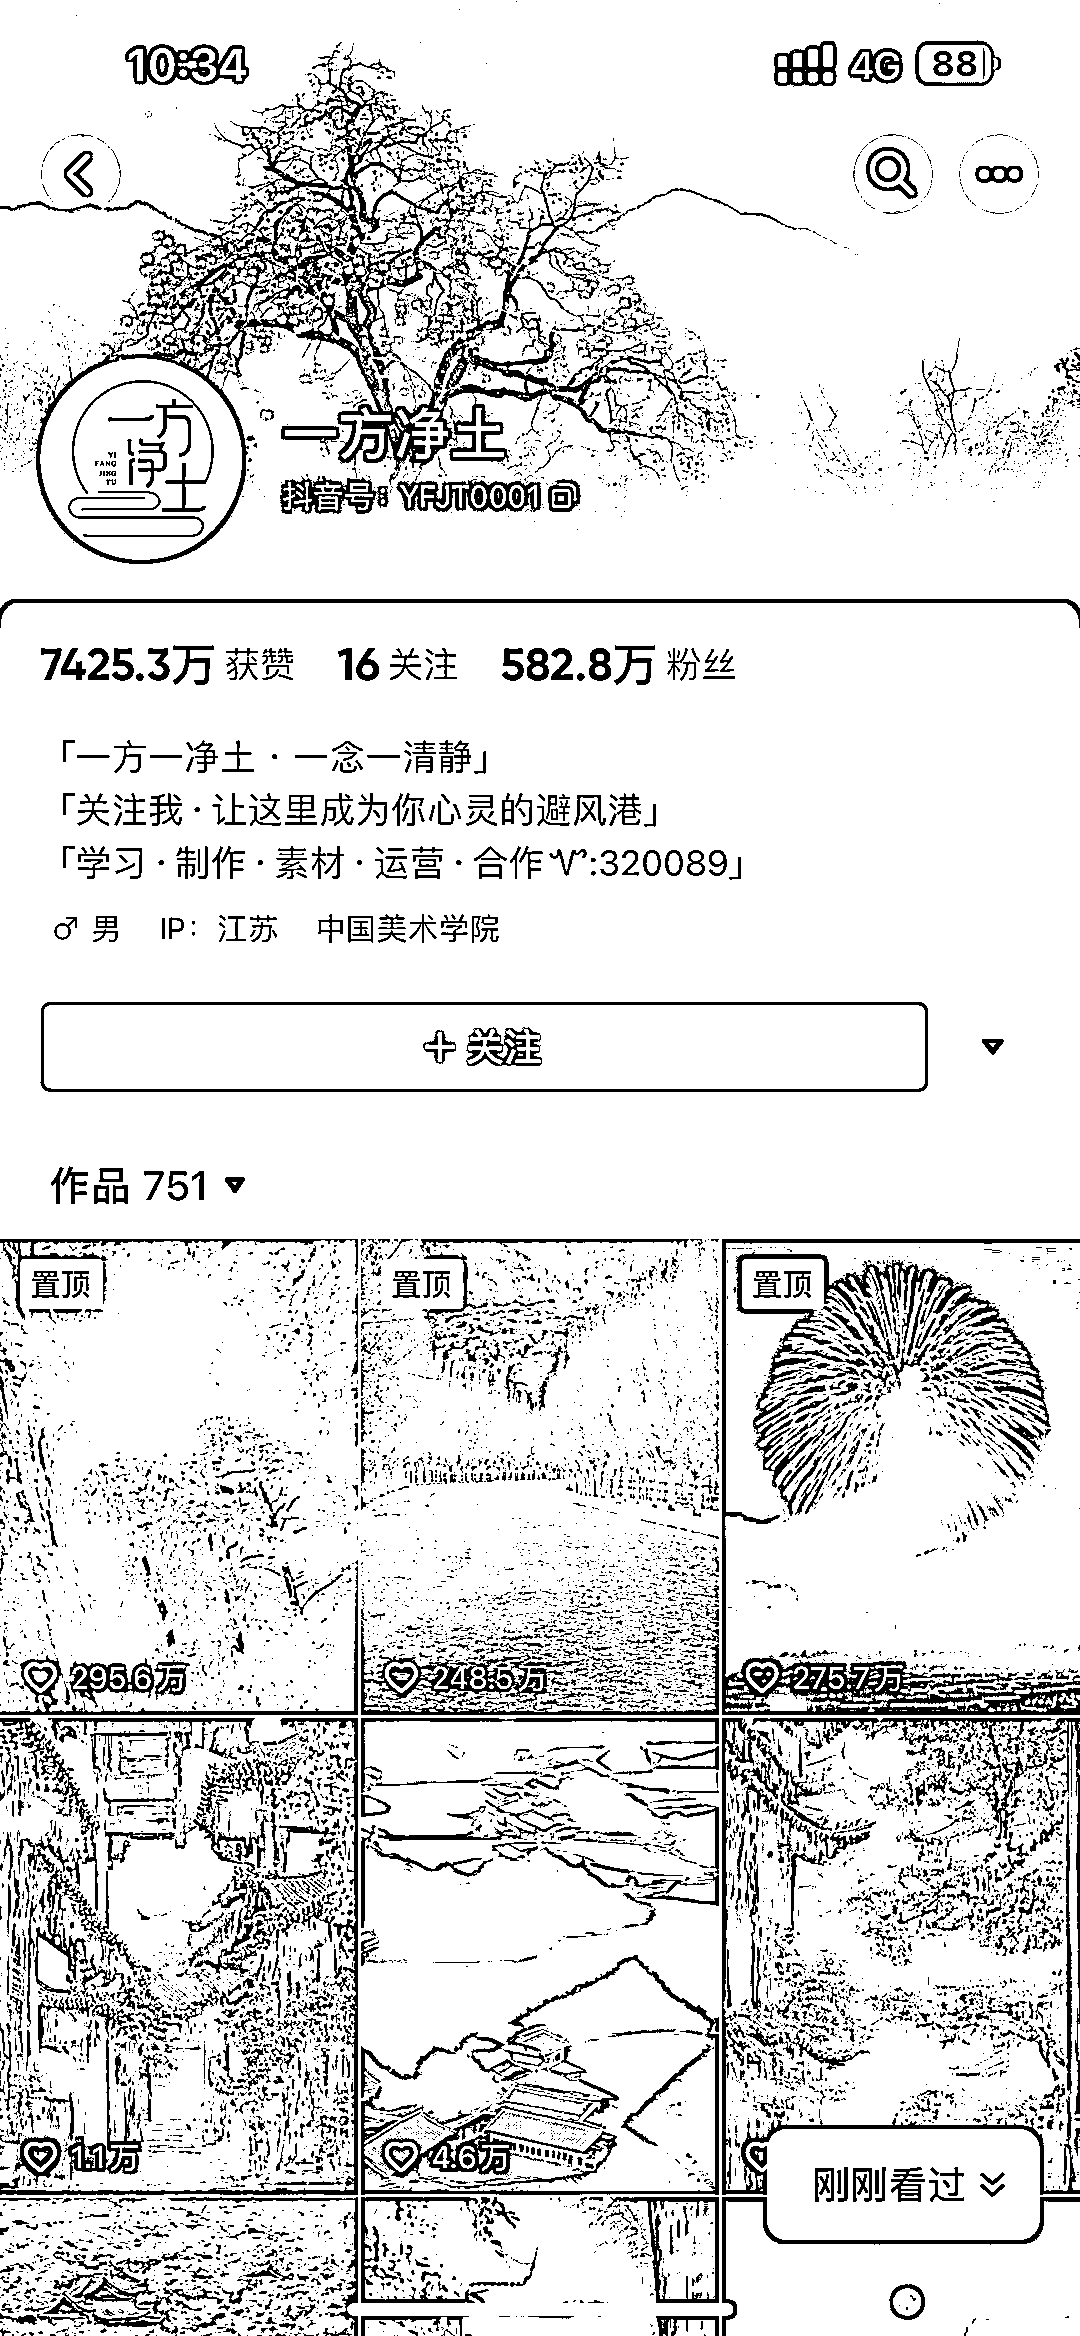 10:34 4G 88
一方净土
YI FANG JING TU
一方净土
抖音号：YFJT0001
7425.3万 获赞 16 关注 582.8万 粉丝
「一方一净土 · 一念一清静」
「关注我 · 让这里成为你心灵的避风港」
「学习 · 制作 · 素材 · 运营 · 合作♈:320089」
♂ 男 IP：江苏 中国美术学院
+ 关注
作品 751
置顶 置顶 置顶
295.6万 248.5万 275.7万
1.1万 4.6万
刚刚看过